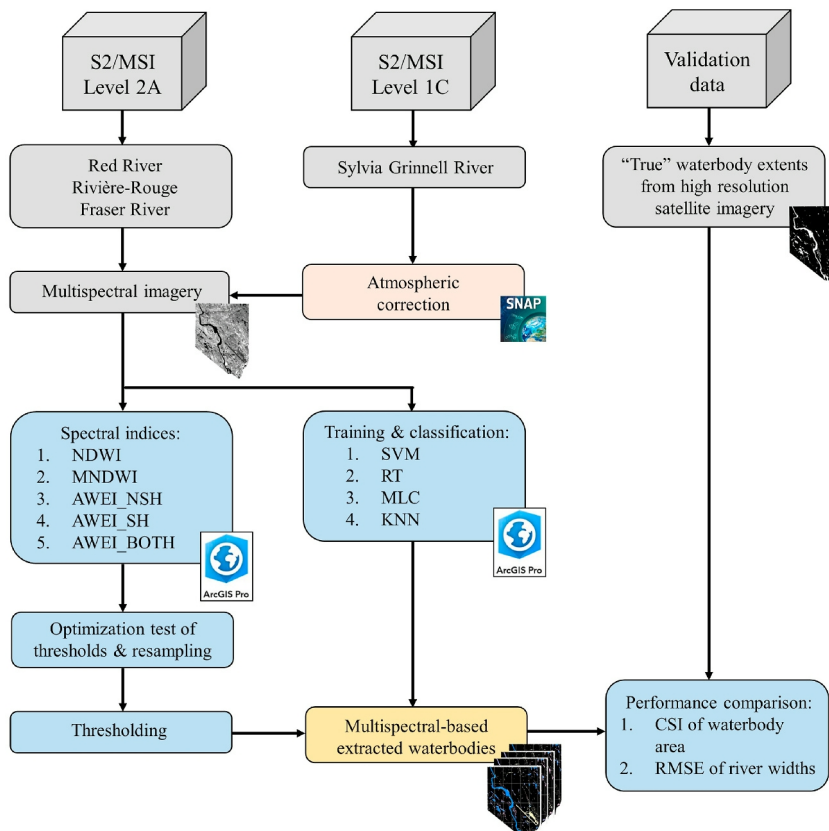 S2/MSI
Level 2A
S2/MSI
Level 1C
Validation
data
Red River
Rivière-Rouge
Fraser River
Sylvia Grinnell River
“True” waterbody extents
from high resolution
satellite imagery
Multispectral imagery
Atmospheric
correction
SNAP
Spectral indices:
1. NDWI
2. MNDWI
3. AWEI_NSH
4. AWEI_SH
5. AWEI_BOTH
ArcGIS Pro
Training & classification:
1. SVM
2. RT
3. MLC
4. KNN
ArcGIS Pro
Optimization test of
thresholds & resampling
Thresholding
Multispectral-based
extracted waterbodies
Performance comparison:
1. CSI of waterbody
area
2. RMSE of river widths